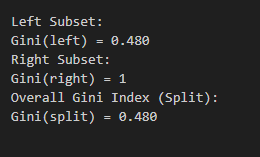 Left Subset:
Gini(left) = 0.480
Right Subset:
Gini(right) = 1
Overall Gini Index (Split):
Gini(split) = 0.480